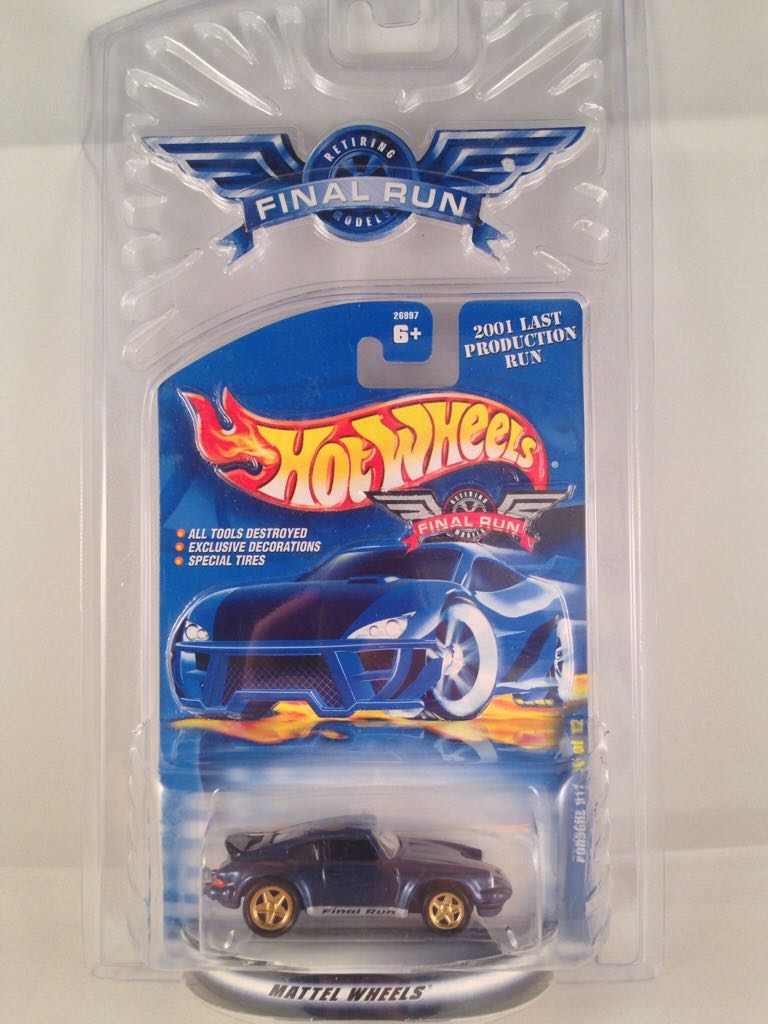 RETIRING
FINAL RUN
MODELS
26997
6+
2001 LAST
PRODUCTION
RUN
HOT WHEELS
®
RETIRING
FINAL RUN
MODELS
ALL TOOLS DESTROYED
EXCLUSIVE DECORATIONS
SPECIAL TIRES
PORSCHE 911 of 12
Final Run
MATTEL WHEELS